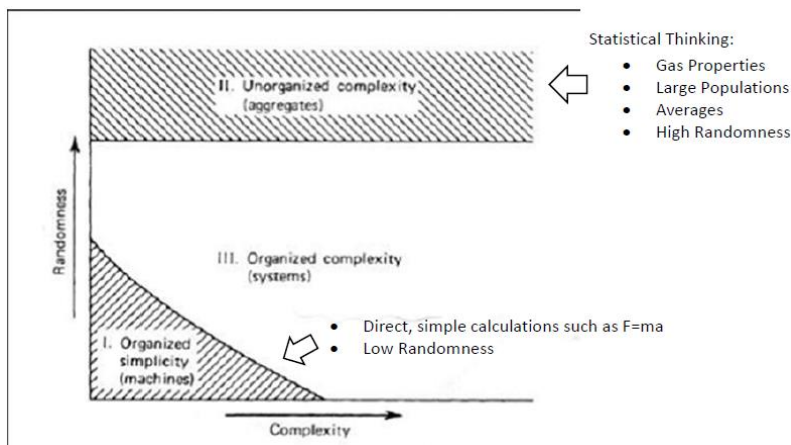 Statistical Thinking:
• Gas Properties
• Large Populations
• Averages
• High Randomness
II. Unorganized complexity
(aggregates)
Randomness
III. Organized complexity
(systems)
• Direct, simple calculations such as F=ma
• Low Randomness
I. Organized
simplicity
(machines)
Complexity